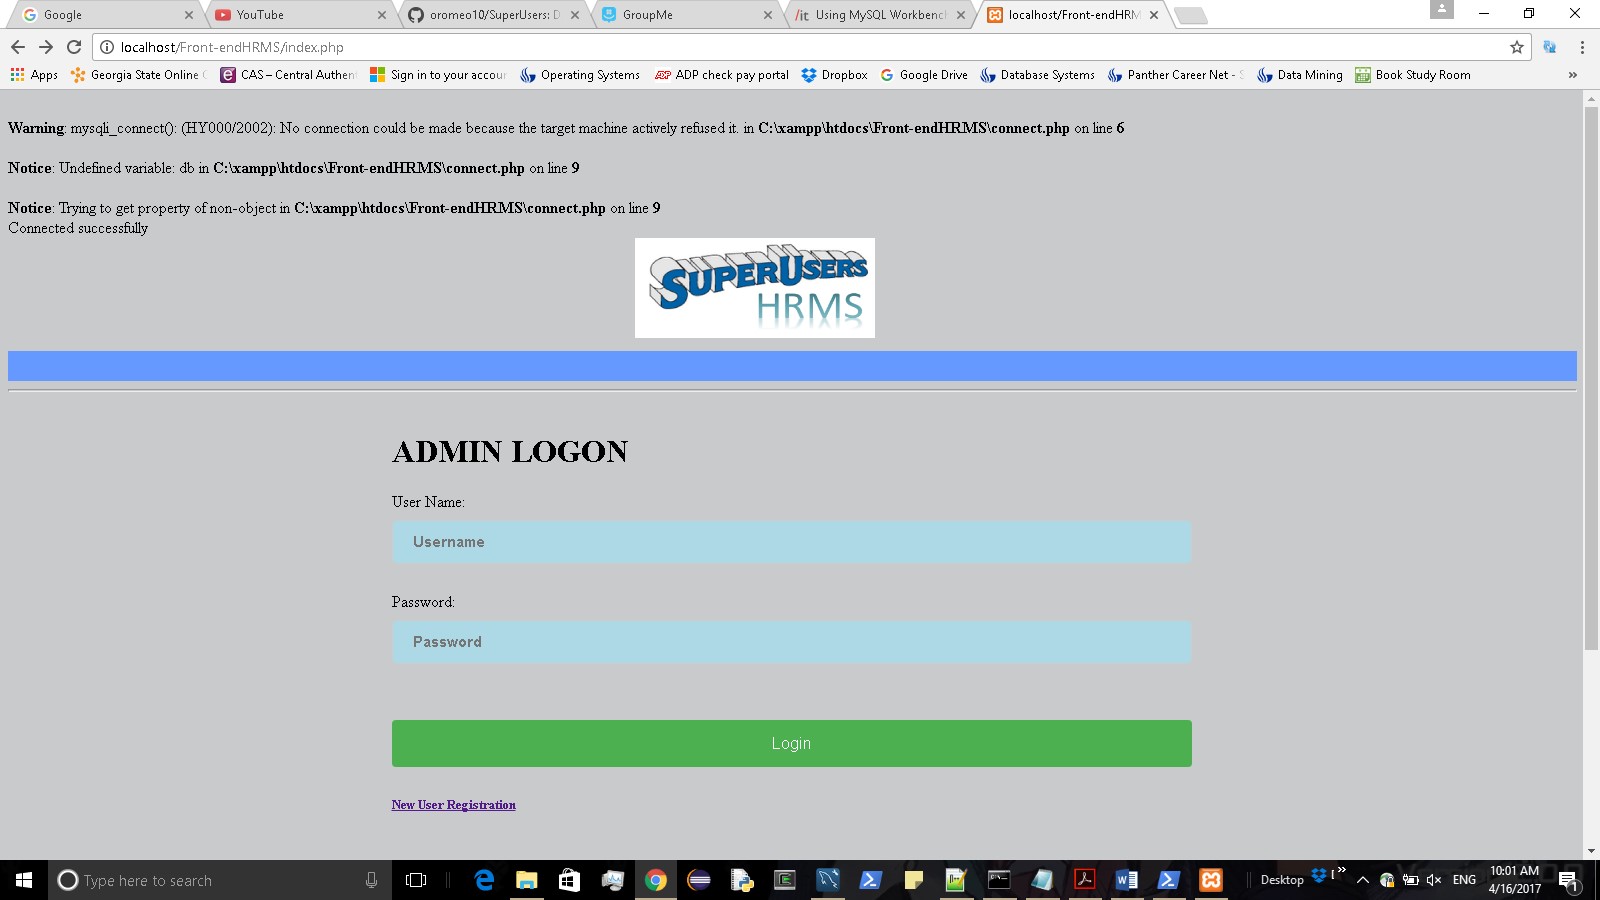 Google
YouTube
oromeo10/SuperUsers: D
GroupMe
/it Using MySQL Workbenc
localhost/Front-endHRM
localhost/Front-endHRMS/index.php
Apps
Georgia State Online
CAS – Central Authen
Sign in to your accou
Operating Systems
ADP check pay portal
Dropbox
Google Drive
Database Systems
Panther Career Net -
Data Mining
Book Study Room
»
Warning: mysqli_connect(): (HY000/2002): No connection could be made because the target machine actively refused it. in C:\xampp\htdocs\Front-endHRMS\connect.php on line 6
Notice: Undefined variable: db in C:\xampp\htdocs\Front-endHRMS\connect.php on line 9
Notice: Trying to get property of non-object in C:\xampp\htdocs\Front-endHRMS\connect.php on line 9
Connected successfully
SUPERUSERS
HRMS
ADMIN LOGON
User Name:
Username
Password:
Password
Login
New User Registration
Type here to search
Desktop
»
ENG
10:01 AM
4/16/2017
1